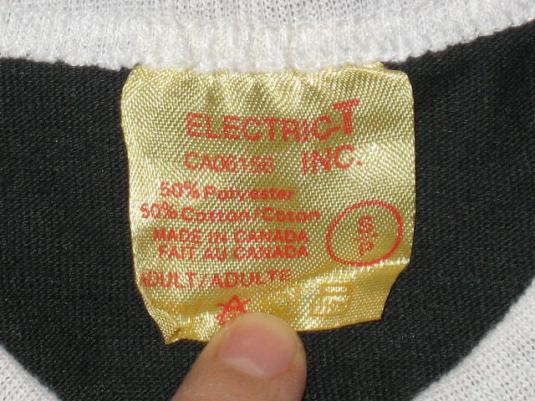 ELECTRIC-T
CA06156 INC.
50% Polyester
50% Cotton/Coton
MADE IN CANADA
FAIT AU CANADA
ADULT/ADULTE